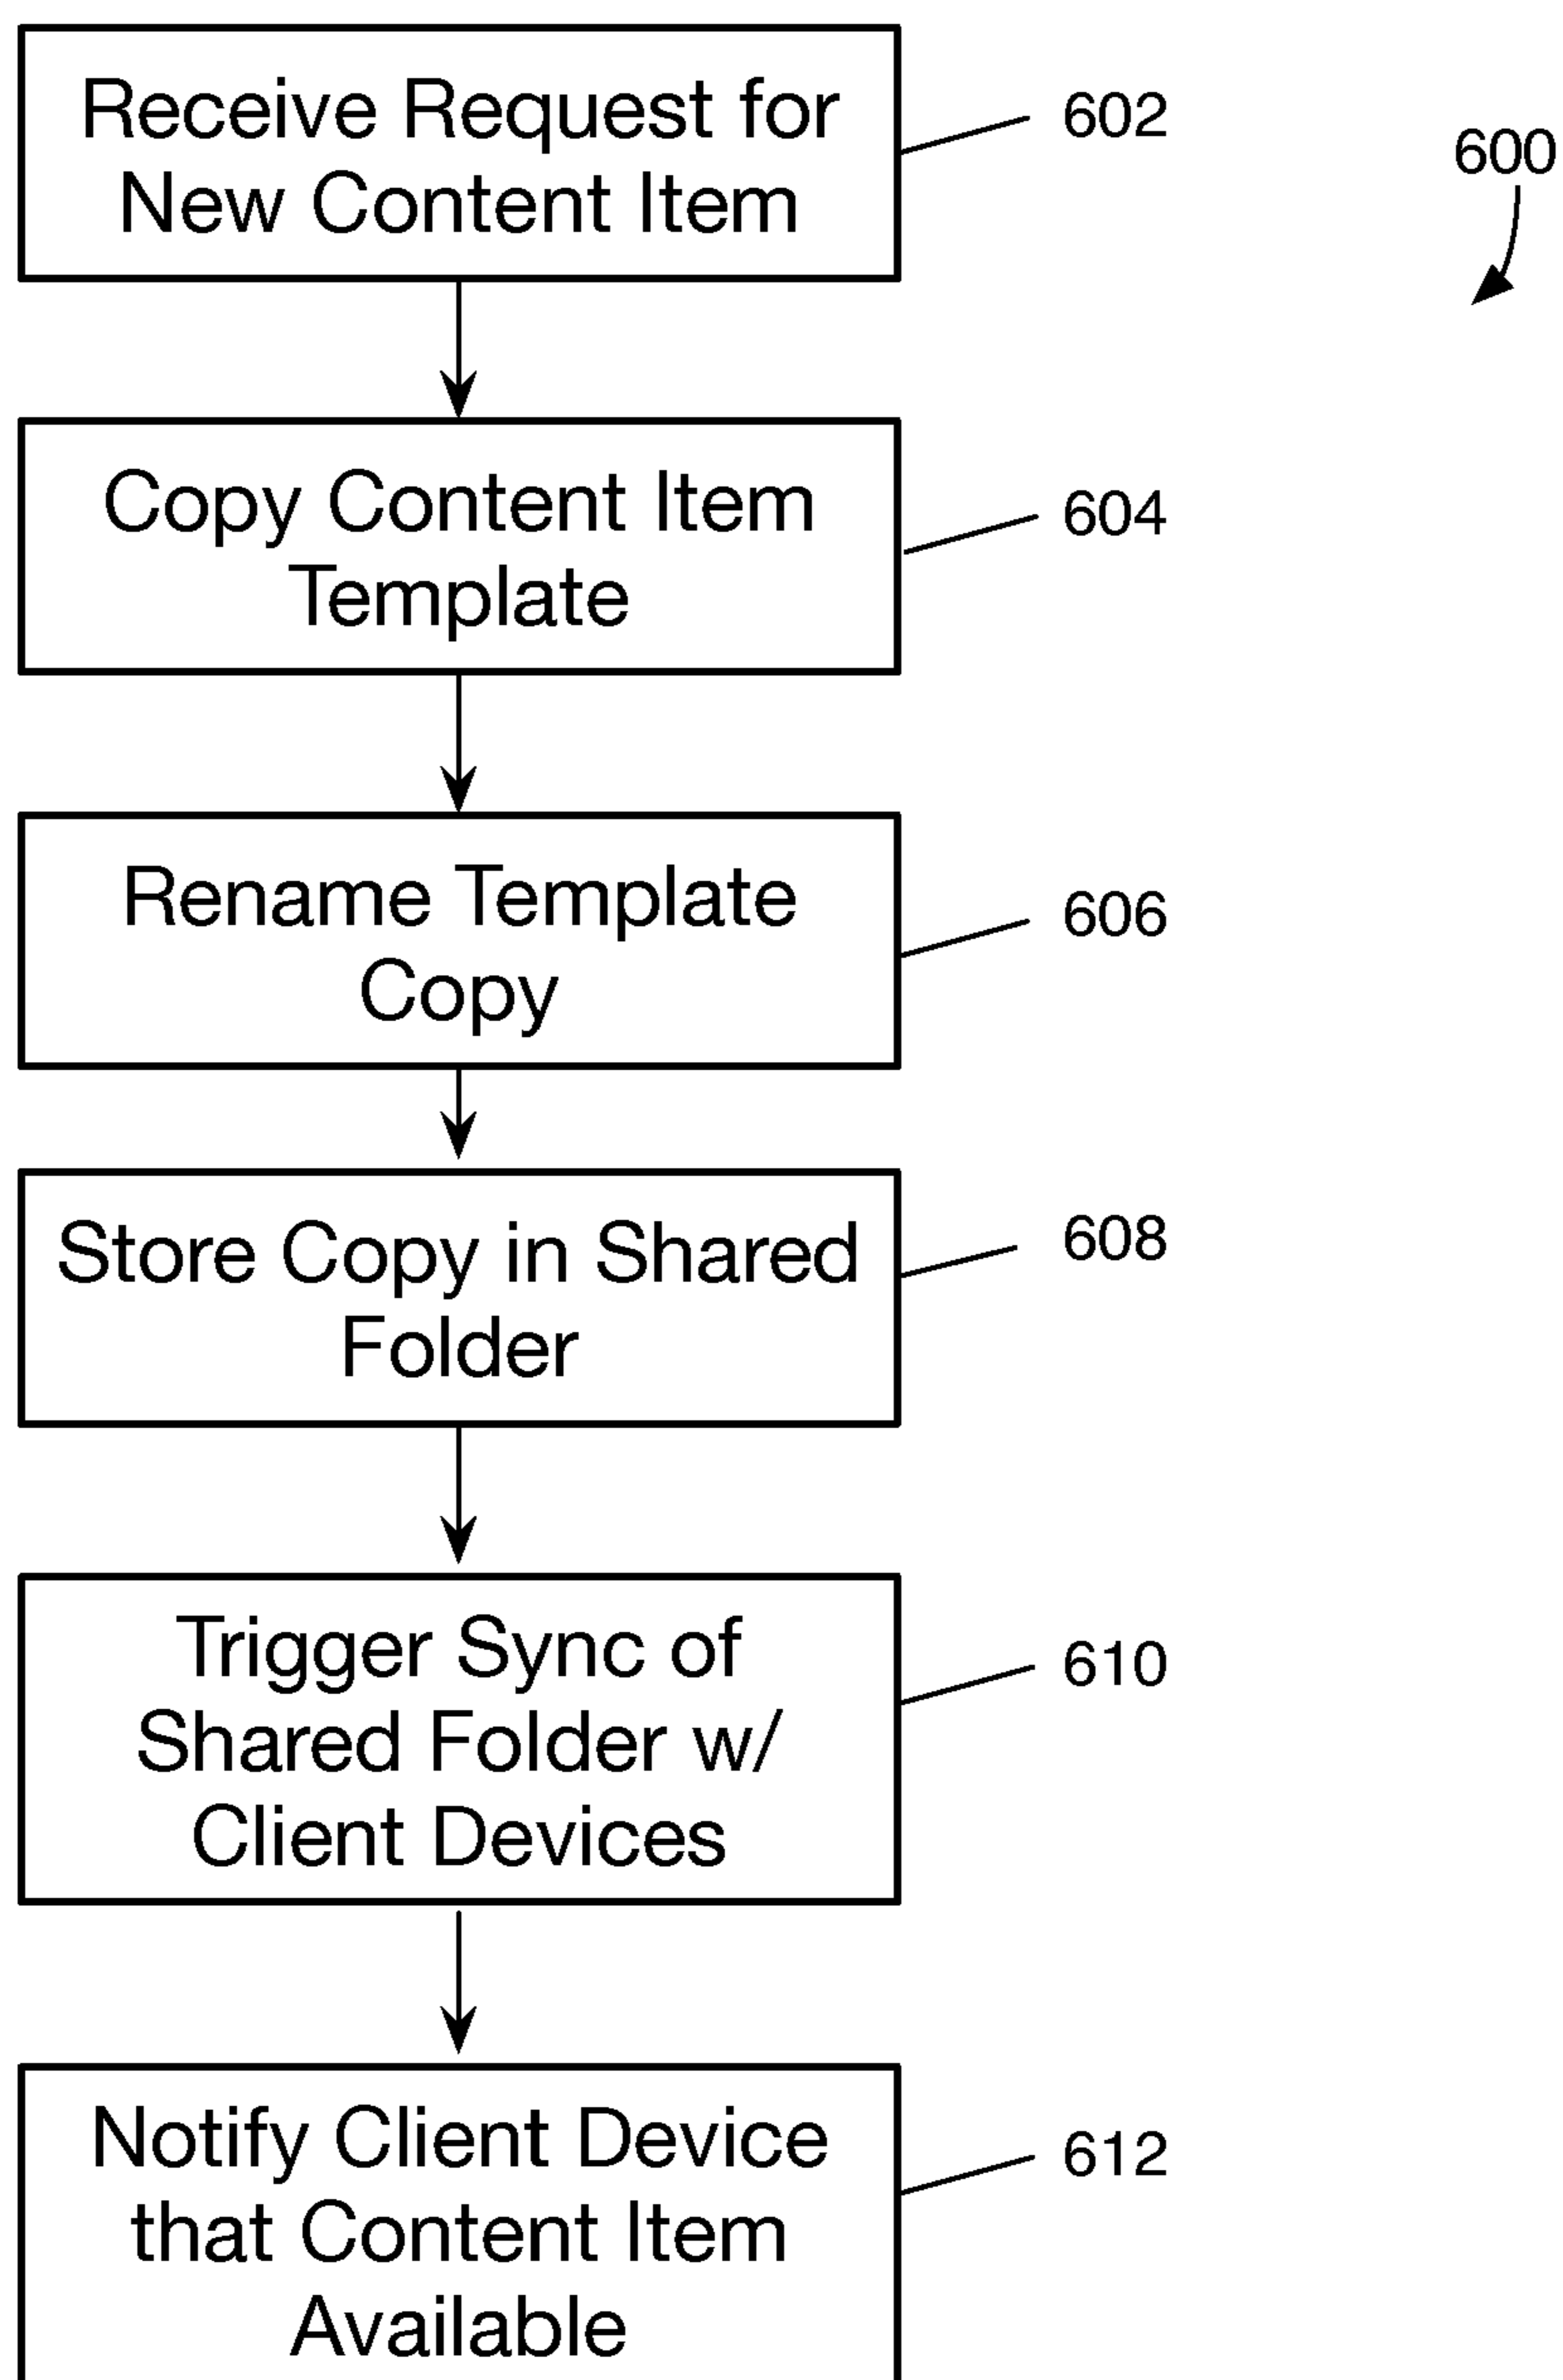 Receive Request for
New Content Item
602
600
Copy Content Item
Template
604
Rename Template
Copy
606
Store Copy in Shared
Folder
608
Trigger Sync of
Shared Folder w/
Client Devices
610
Notify Client Device
that Content Item
Available
612